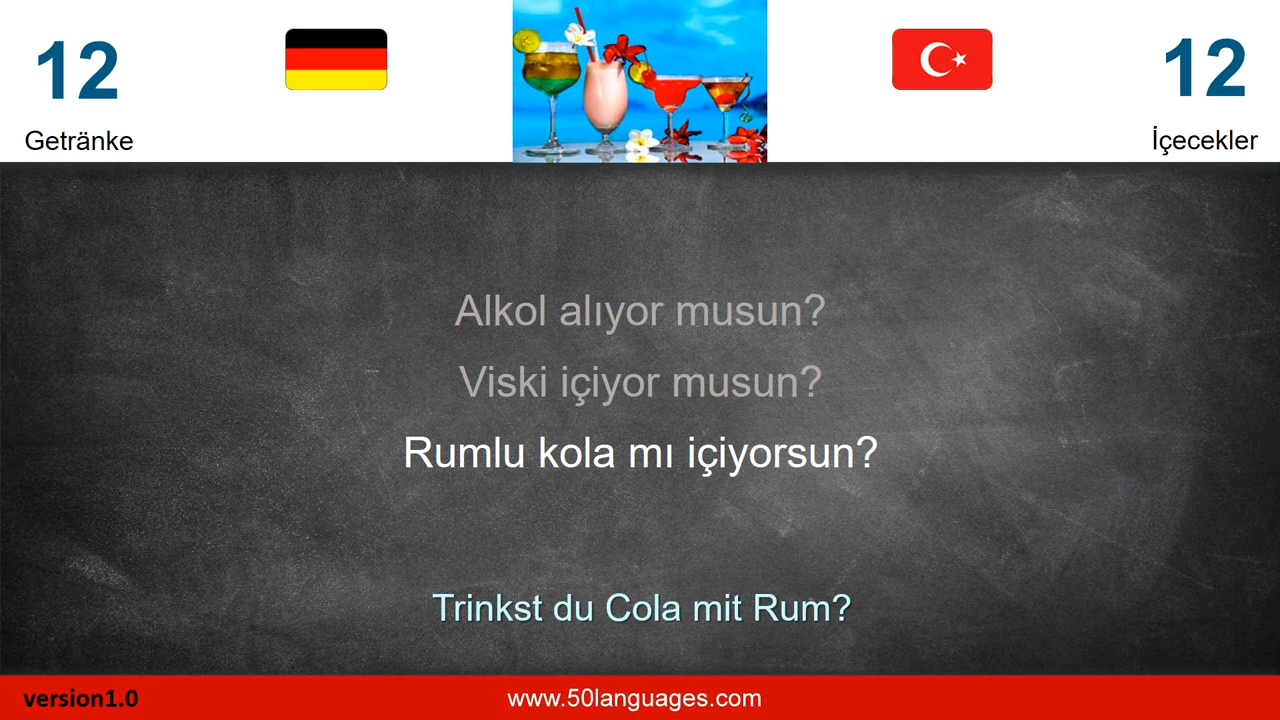 12
12
Getränke
İçecekler
Alkol alıyor musun?
Viski içiyor musun?
Rumlu kola mı içiyorsun?
Trinkst du Cola mit Rum?
version1.0
www.50languages.com